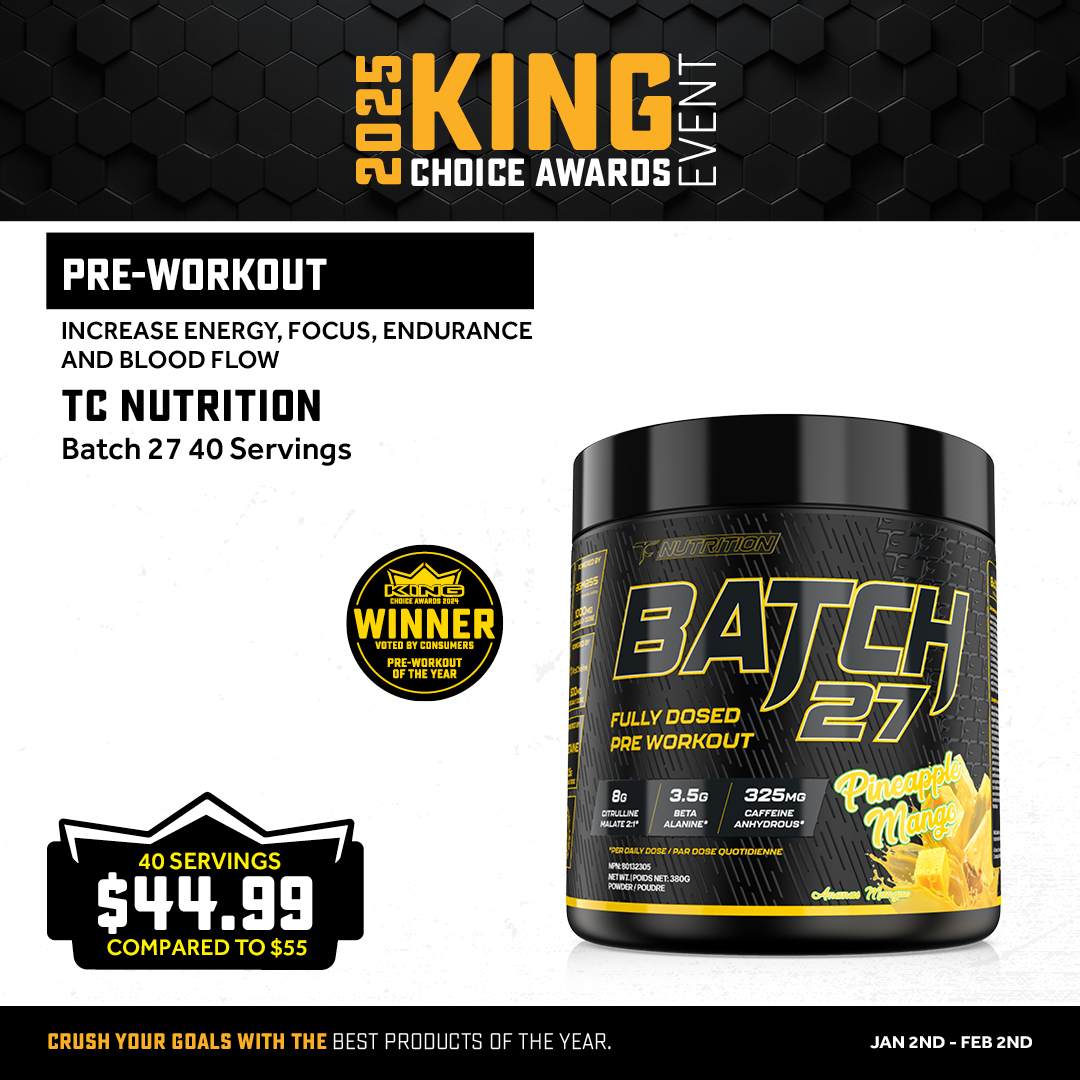 2025
KING
CHOICE AWARDS
EVENT
PRE-WORKOUT
INCREASE ENERGY, FOCUS, ENDURANCE
AND BLOOD FLOW
TC NUTRITION
Batch 27 40 Servings
KING
CHOICE AWARDS 2024
WINNER
VOTED BY CONSUMERS
PRE-WORKOUT
OF THE YEAR
TC NUTRITION
BATCH
27
FULLY DOSED
PRE WORKOUT
8G
CITRULLINE
MALATE 2:1*
3.5G
BETA
ALANINE*
325MG
CAFFEINE
ANHYDROUS*
Pineapple
Mango
*PER DAILY DOSE / PAR DOSE QUOTIDIENNE
NPN: 80132305
NET WT. | POIDS NET: 380G
POWDER / POUDRE
Ananas Mangue
40 SERVINGS
$44.99
COMPARED TO $55
CRUSH YOUR GOALS WITH THE BEST PRODUCTS OF THE YEAR.
JAN 2ND - FEB 2ND